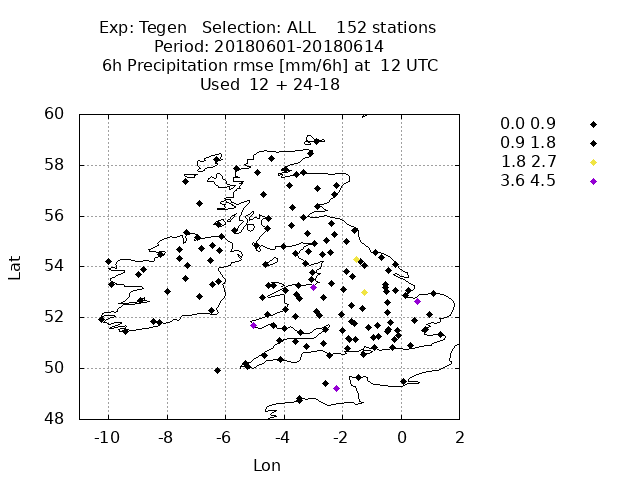 Exp: Tegen   Selection: ALL    152 stations
Period: 20180601-20180614
6h Precipitation rmse [mm/6h] at  12 UTC
Used  12 + 24-18
0.0 0.9
0.9 1.8
1.8 2.7
3.6 4.5
60
58
56
54
52
50
48
Lat
-10 -8 -6 -4 -2 0 2
Lon